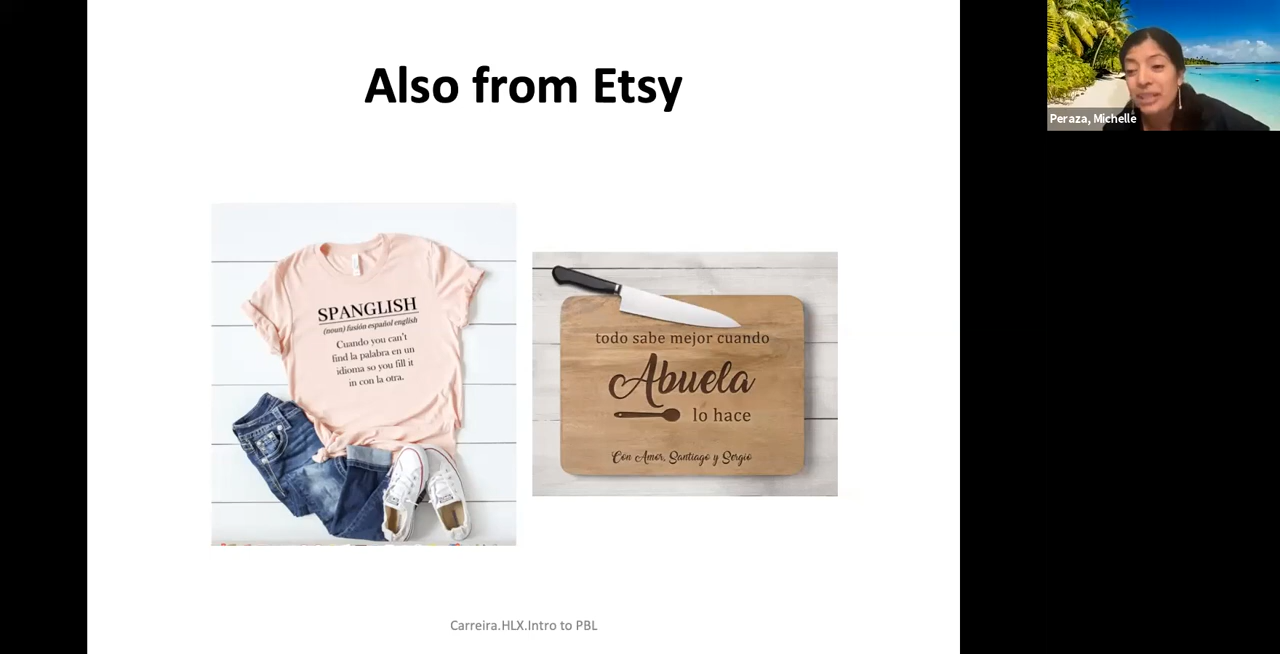 Also from Etsy
Peraza, Michelle
SPANGLISH
(noun) fusión español english
Cuando you can't
find la palabra en un
idioma so you fill it
in con la otra.
todo sabe mejor cuando
Abuela
lo hace
Con Amor, Santiago y Sergio
Carreira.HLX.Intro to PBL